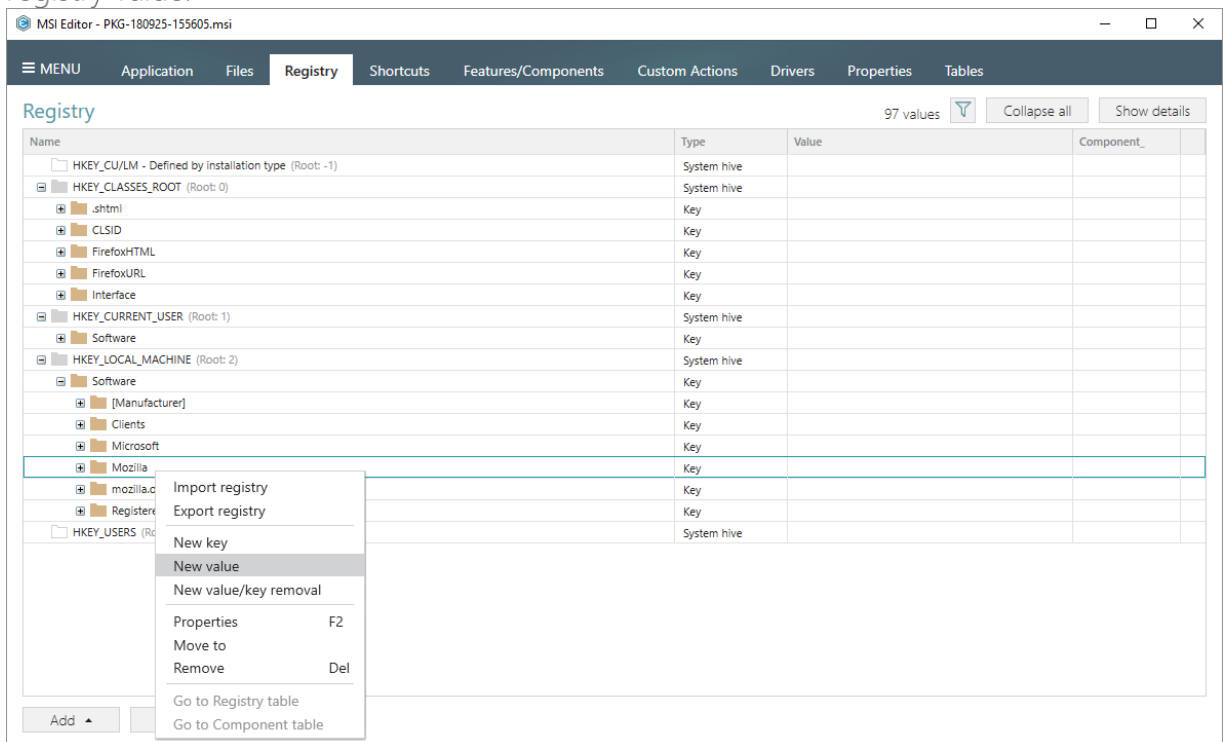 registry value.
MSI Editor - PKG-180925-155605.msi
MENU Application Files Registry Shortcuts Features/Components Custom Actions Drivers Properties Tables
Registry 97 values Collapse all Show details
Name Type Value Component_
HKEY_CU/LM - Defined by installation type (Root: -1) System hive
HKEY_CLASSES_ROOT (Root: 0) System hive
.shtml Key
CLSID Key
FirefoxHTML Key
FirefoxURL Key
Interface Key
HKEY_CURRENT_USER (Root: 1) System hive
Software Key
HKEY_LOCAL_MACHINE (Root: 2) System hive
Software Key
[Manufacturer] Key
Clients Key
Microsoft Key
Mozilla Key
mozilla.o Key
Registere Key
HKEY_USERS (Ro System hive
Import registry
Export registry
New key
New value
New value/key removal
Properties F2
Move to
Remove Del
Go to Registry table
Go to Component table
Add